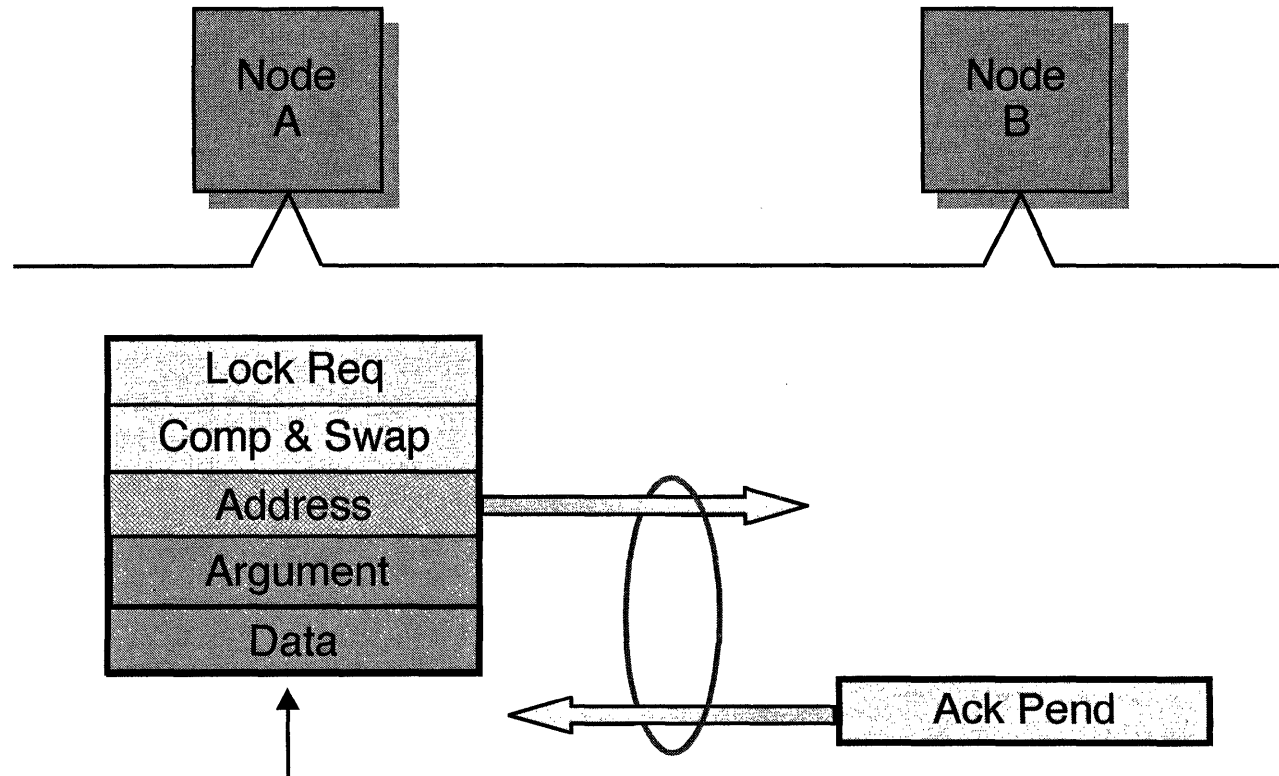 Node
A
Node
B
Lock Req
Comp & Swap
Address
Argument
Data
Ack Pend